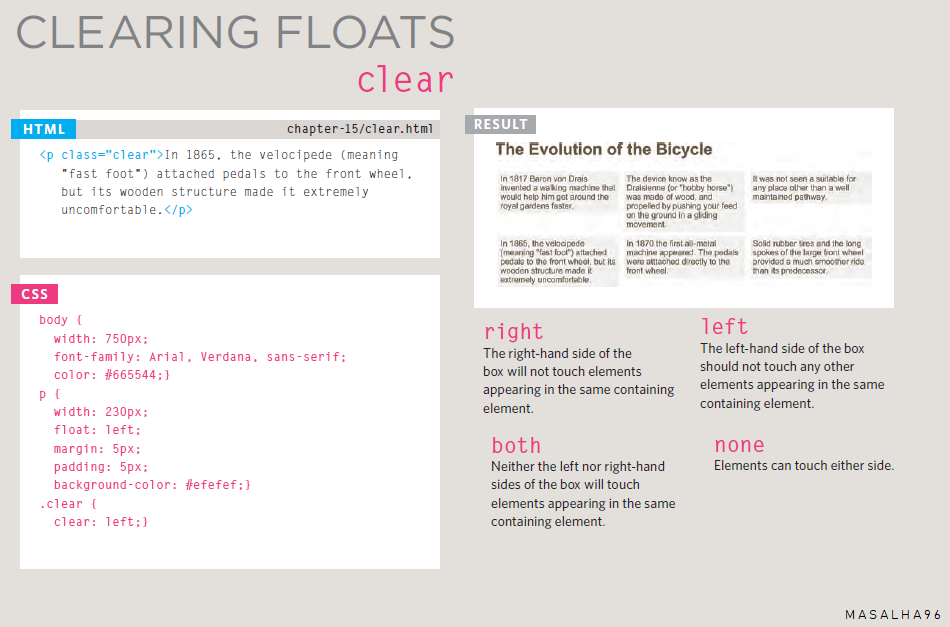 CLEARING FLOATS
clear
HTML
chapter-15/clear.html
<p class="clear">In 1865, the velocipede (meaning
"fast foot") attached pedals to the front wheel,
but its wooden structure made it extremely
uncomfortable.</p>
CSS
body {
width: 750px;
font-family: Arial, Verdana, sans-serif;
color: #665544;}
p {
width: 230px;
float: left;
margin: 5px;
padding: 5px;
background-color: #efefef;}
.clear {
clear: left;}
RESULT
The Evolution of the Bicycle
In 1817 Baron von Drais
invented a walking machine that
would help him get around the
royal gardens faster.
The device know as the
Draisienne (or "hobby horse")
was made of wood, and
propelled by pushing your feed
on the ground in a gliding
movement.
It was not seen a suitable for
any place other than a well
maintained pathway.
In 1865, the velocipede
(meaning "fast foot") attached
pedals to the front wheel, but its
wooden structure made it
extremely uncomfortable.
In 1870 the first all-metal
machine appeared. The pedals
were atttached directly to the
front wheel.
Solid rubber tires and the long
spokes of the large front wheel
provided a much smoother ride
than its predecessor.
right
The right-hand side of the
box will not touch elements
appearing in the same containing
element.
left
The left-hand side of the box
should not touch any other
elements appearing in the same
containing element.
both
Neither the left nor right-hand
sides of the box will touch
elements appearing in the same
containing element.
none
Elements can touch either side.
MASALHA96